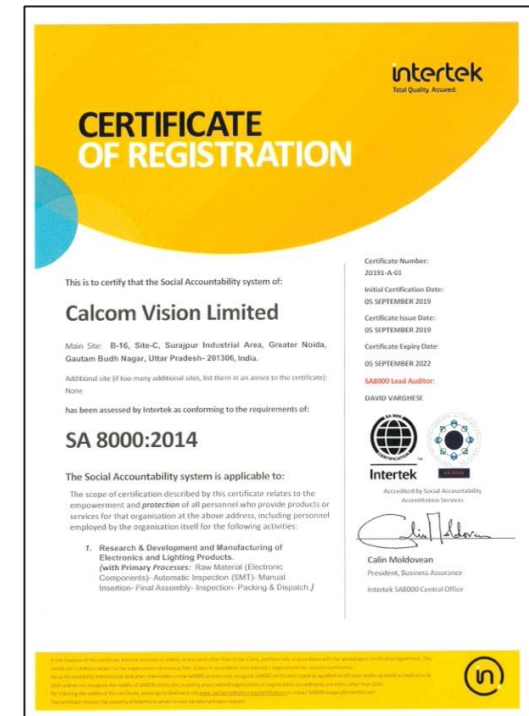 intertek
Total Quality. Assured.
CERTIFICATE
OF REGISTRATION
This is to certify that the Social Accountability system of:
Calcom Vision Limited
Main Site: B-16, Site-C, Surajpur Industrial Area, Greater Noida,
Gautam Budh Nagar, Uttar Pradesh- 201306, India.
Additional site (if too many additional sites, list them in an annex to the certificate):
None
has been assessed by Intertek as conforming to the requirements of:
SA 8000:2014
The Social Accountability system is applicable to:
The scope of certification described by this certificate relates to the
empowerment and protection of all personnel who provide products or
services for that organisation at the above address, including personnel
employed by the organisation itself for the following activities:
1. Research & Development and Manufacturing of
Electronics and Lighting Products.
(with Primary Processes: Raw Material (Electronic
Components)- Automatic Inspection (SMT)- Manual
Insertion- Final Assembly- Inspection- Packing & Dispatch.)
Certificate Number:
20191-A-01
Initial Certification Date:
05 SEPTEMBER 2019
Certificate Issue Date:
05 SEPTEMBER 2019
Certificate Expiry Date:
05 SEPTEMBER 2022
SA8000 Lead Auditor:
DAVID VARGHESE
Intertek
Accredited by Social Accountability
Accreditation Services
Calin Moldovean
President, Business Assurance
Intertek SA8000 Central Office
in